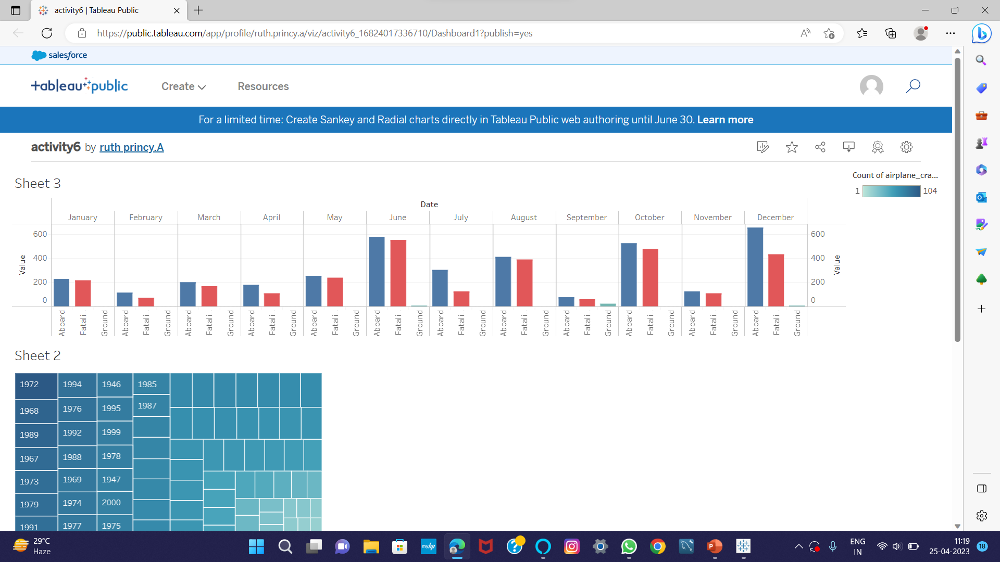 activity6 | Tableau Public
https://public.tableau.com/app/profile/ruth.princy.a/viz/activity6_16824017336710/Dashboard1?publish=yes
salesforce
+ableau public
Create
Resources
For a limited time: Create Sankey and Radial charts directly in Tableau Public web authoring until June 30. Learn more
activity6 by ruth princy.A
Sheet 3
Count of airplane_cra...
1 104
Date
January February March April May June July August September October November December
Value
600 600
400 400
200 200
0 0
Value
Aboard Fatali.. Ground Aboard Fatali.. Ground Aboard Fatali.. Ground Aboard Fatali.. Ground Aboard Fatali.. Ground Aboard Fatali.. Ground Aboard Fatali.. Ground Aboard Fatali.. Ground Aboard Fatali.. Ground Aboard Fatali.. Ground Aboard Fatali.. Ground Aboard Fatali.. Ground
Sheet 2
1972 1994 1946 1985
1968 1976 1995 1987
1989 1992 1999
1967 1988 1978
1973 1969 1947
1979 1974 2000
1991 1977 1975
29°C
Haze
myhp
ENG
IN
11:19
25-04-2023
18